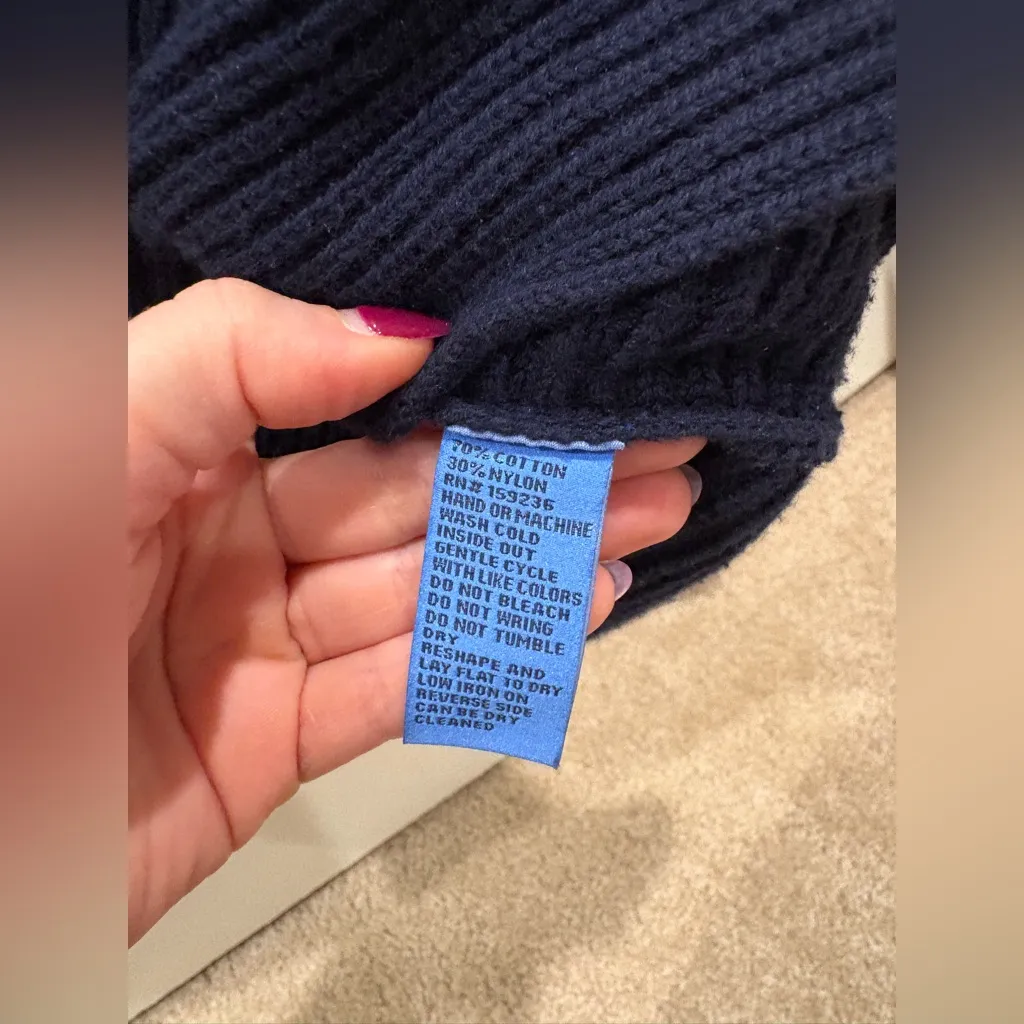 70% COTTON
30% NYLON
RN# 159236
HAND OR MACHINE
WASH COLD
INSIDE OUT
GENTLE CYCLE
WITH LIKE COLORS
DO NOT BLEACH
DO NOT WRING
DO NOT TUMBLE
DRY
RESHAPE AND
LAY FLAT TO DRY
LOW IRON ON
REVERSE SIDE
CAN BE DRY
CLEANED